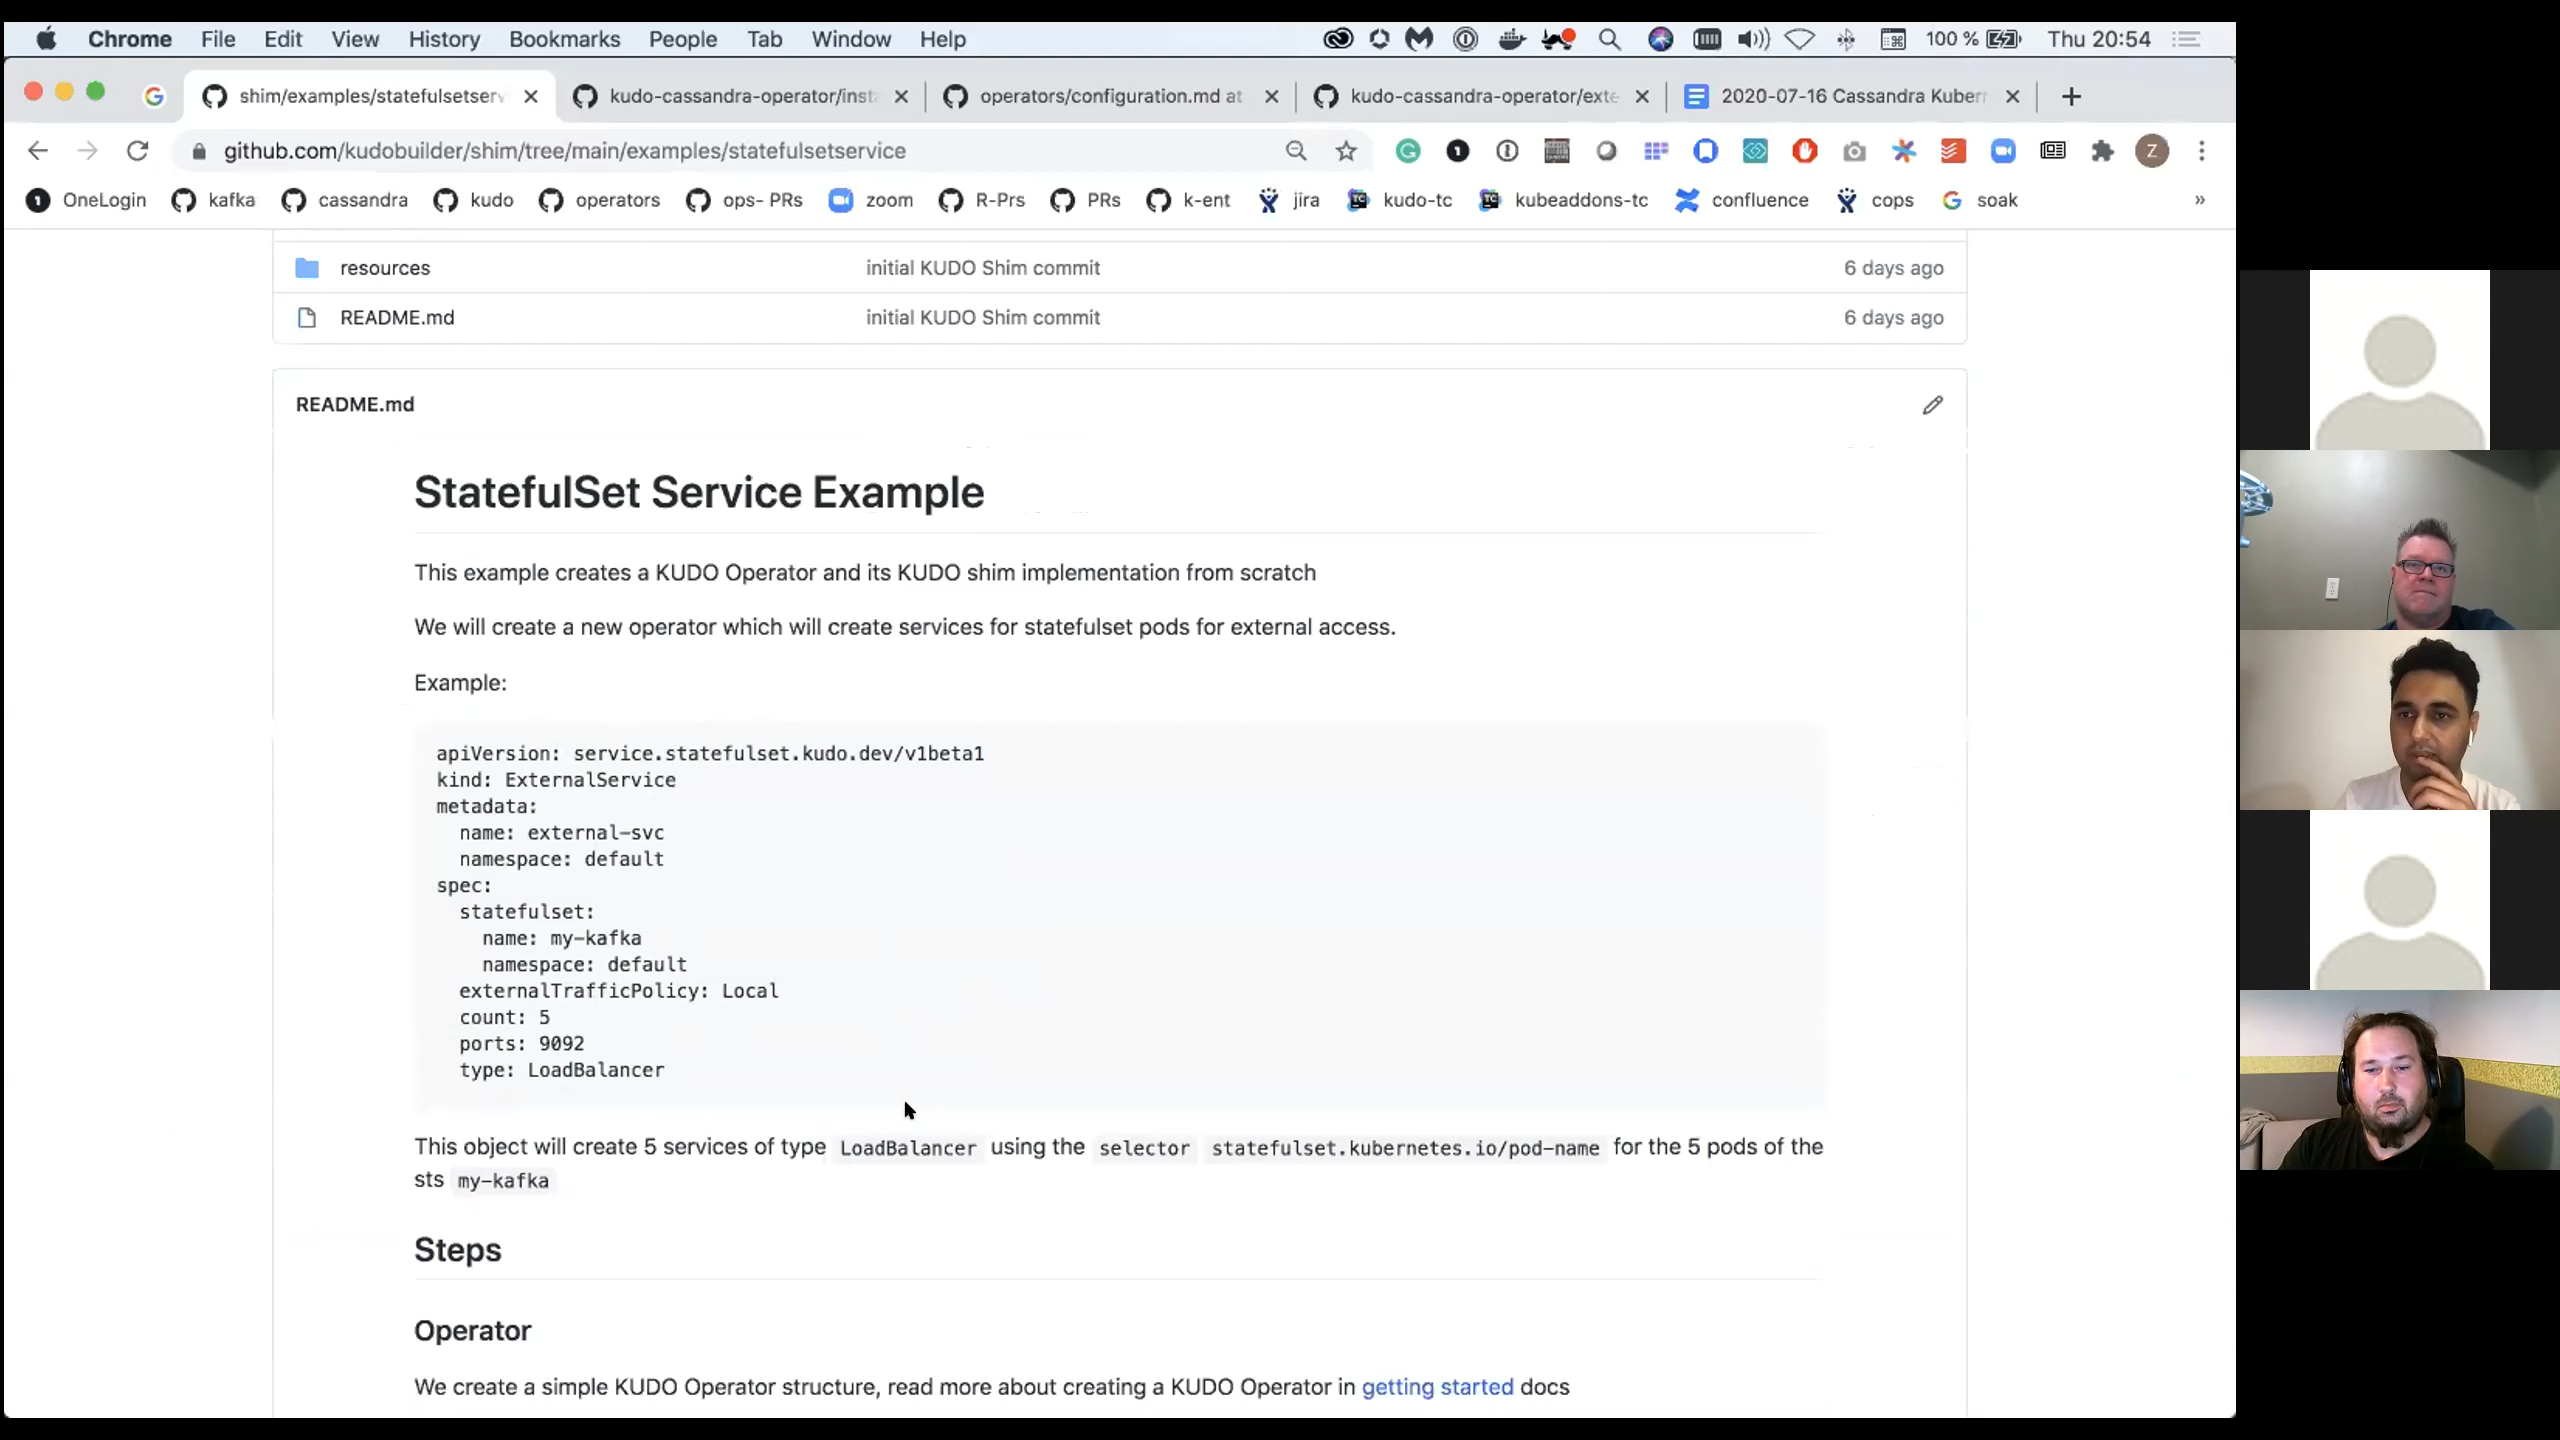 Chrome File Edit View History Bookmarks People Tab Window Help 100 % Thu 20:54
shim/examples/statefulsetserv kudo-cassandra-operator/inst operators/configuration.md at kudo-cassandra-operator/exte 2020-07-16 Cassandra Kuber
github.com/kudobuilder/shim/tree/main/examples/statefulsetservice Z
OneLogin kafka cassandra kudo operators ops- PRs zoom R-Prs PRs k-ent jira kudo-tc kubeaddons-tc confluence cops soak »
resources initial KUDO Shim commit 6 days ago
README.md initial KUDO Shim commit 6 days ago
README.md
StatefulSet Service Example
This example creates a KUDO Operator and its KUDO shim implementation from scratch
We will create a new operator which will create services for statefulset pods for external access.
Example:
apiVersion: service.statefulset.kudo.dev/v1beta1
kind: ExternalService
metadata:
name: external-svc
namespace: default
spec:
statefulset:
name: my-kafka
namespace: default
externalTrafficPolicy: Local
count: 5
ports: 9092
type: LoadBalancer
This object will create 5 services of type LoadBalancer using the selector statefulset.kubernetes.io/pod-name for the 5 pods of the
sts my-kafka
Steps
Operator
We create a simple KUDO Operator structure, read more about creating a KUDO Operator in getting started docs